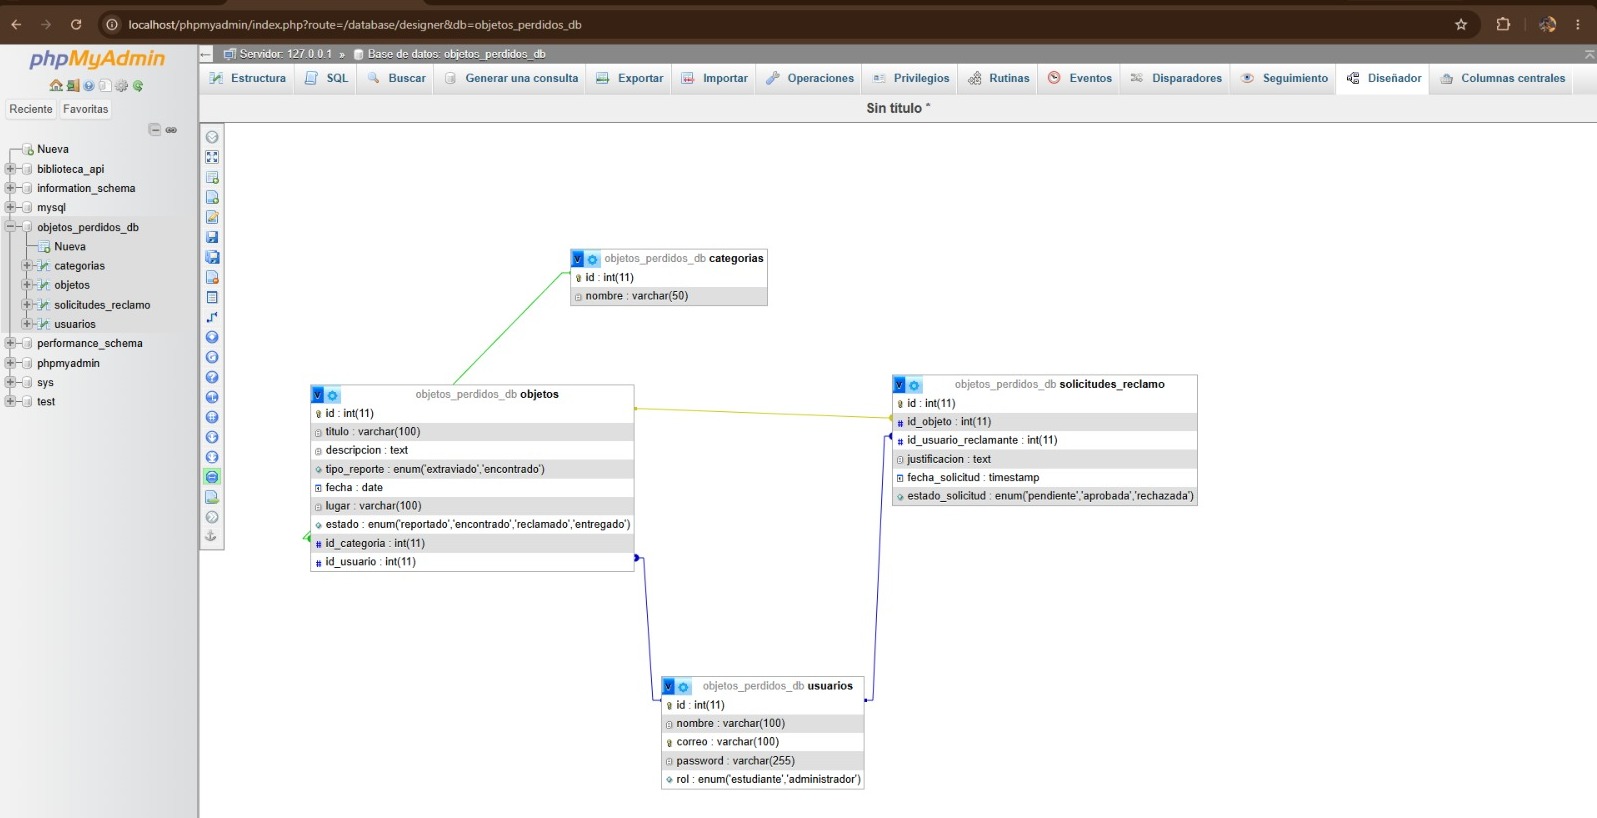 localhost/phpmyadmin/index.php?route=/database/designer&db=objetos_perdidos_db
phpMyAdmin
Reciente Favoritas
Nueva
biblioteca_api
information_schema
mysql
objetos_perdidos_db
Nueva
categorias
objetos
solicitudes_reclamo
usuarios
performance_schema
phpmyadmin
sys
test
Servidor: 127.0.0.1 » Base de datos: objetos_perdidos_db
Estructura SQL Buscar Generar una consulta Exportar Importar Operaciones Privilegios Rutinas Eventos Disparadores Seguimiento Diseñador Columnas centrales
Sin título *
objetos_perdidos_db categorias
id : int(11)
nombre : varchar(50)
objetos_perdidos_db objetos
id : int(11)
titulo : varchar(100)
descripcion : text
tipo_reporte : enum('extraviado','encontrado')
fecha : date
lugar : varchar(100)
estado : enum('reportado','encontrado','reclamado','entregado')
id_categoria : int(11)
id_usuario : int(11)
objetos_perdidos_db solicitudes_reclamo
id : int(11)
id_objeto : int(11)
id_usuario_reclamante : int(11)
justificacion : text
fecha_solicitud : timestamp
estado_solicitud : enum('pendiente','aprobada','rechazada')
objetos_perdidos_db usuarios
id : int(11)
nombre : varchar(100)
correo : varchar(100)
password : varchar(255)
rol : enum('estudiante','administrador')